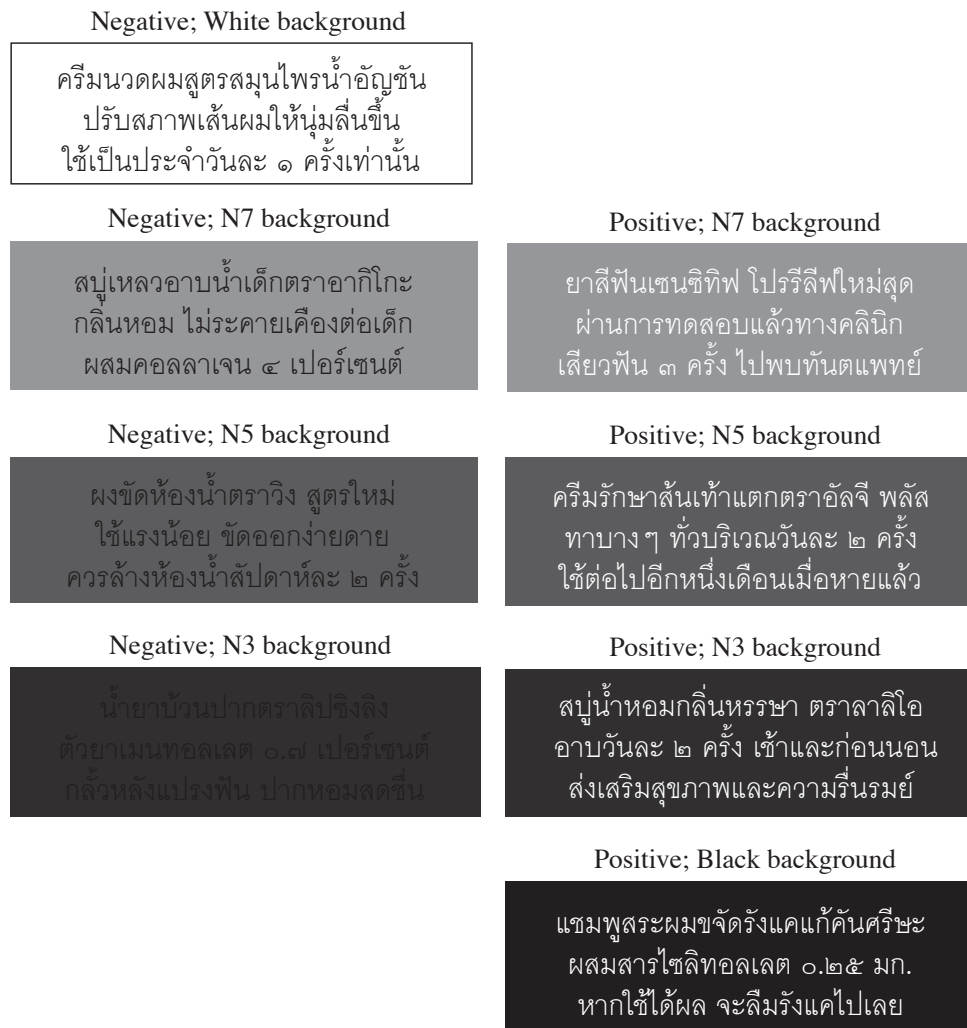 Negative; White background
ครีมนวดผมสูตรสมุนไพรน้ำอัญชัน
ปรับสภาพเส้นผมให้นุ่มลื่นขึ้น
ใช้เป็นประจำวันละ ๑ ครั้งเท่านั้น
Negative; N7 background
สบู่เหลวอาบน้ำเด็กตราอากิโกะ
กลิ่นหอม ไม่ระคายเคืองต่อเด็ก
ผสมคอลลาเจน ๔ เปอร์เซนต์
Positive; N7 background
ยาสีฟันเซนซิทิฟ โปรรีลีฟใหม่สุด
ผ่านการทดสอบแล้วทางคลินิก
เสียวฟัน ๓ ครั้ง ไปพบทันตแพทย์
Negative; N5 background
ผงขัดห้องน้ำตราวิง สูตรใหม่
ใช้แรงน้อย ขัดออกง่ายดาย
ควรล้างห้องน้ำสัปดาห์ละ ๒ ครั้ง
Positive; N5 background
ครีมรักษาส้นเท้าแตกตราอัลจี พลัส
ทาบาง ๆ ทั่วบริเวณวันละ ๒ ครั้ง
ใช้ต่อไปอีกหนึ่งเดือนเมื่อหายแล้ว
Negative; N3 background
น้ำยาบ้วนปากตราลิปซิงลิง
ตัวยาเมนทอลเลต ๐.๗ เปอร์เซนต์
กลั้วหลังแปรงฟัน ปากหอมสดชื่น
Positive; N3 background
สบู่น้ำหอมกลิ่นหรรษา ตราลาลิโอ
อาบวันละ ๒ ครั้ง เช้าและก่อนนอน
ส่งเสริมสุขภาพและความรื่นรมย์
Positive; Black background
แชมพูสระผมขจัดรังแคแก้คันศรีษะ
ผสมสารไซลิทอลเลต ๐.๒๕ มก.
หากใช้ได้ผล จะลืมรังแคไปเลย